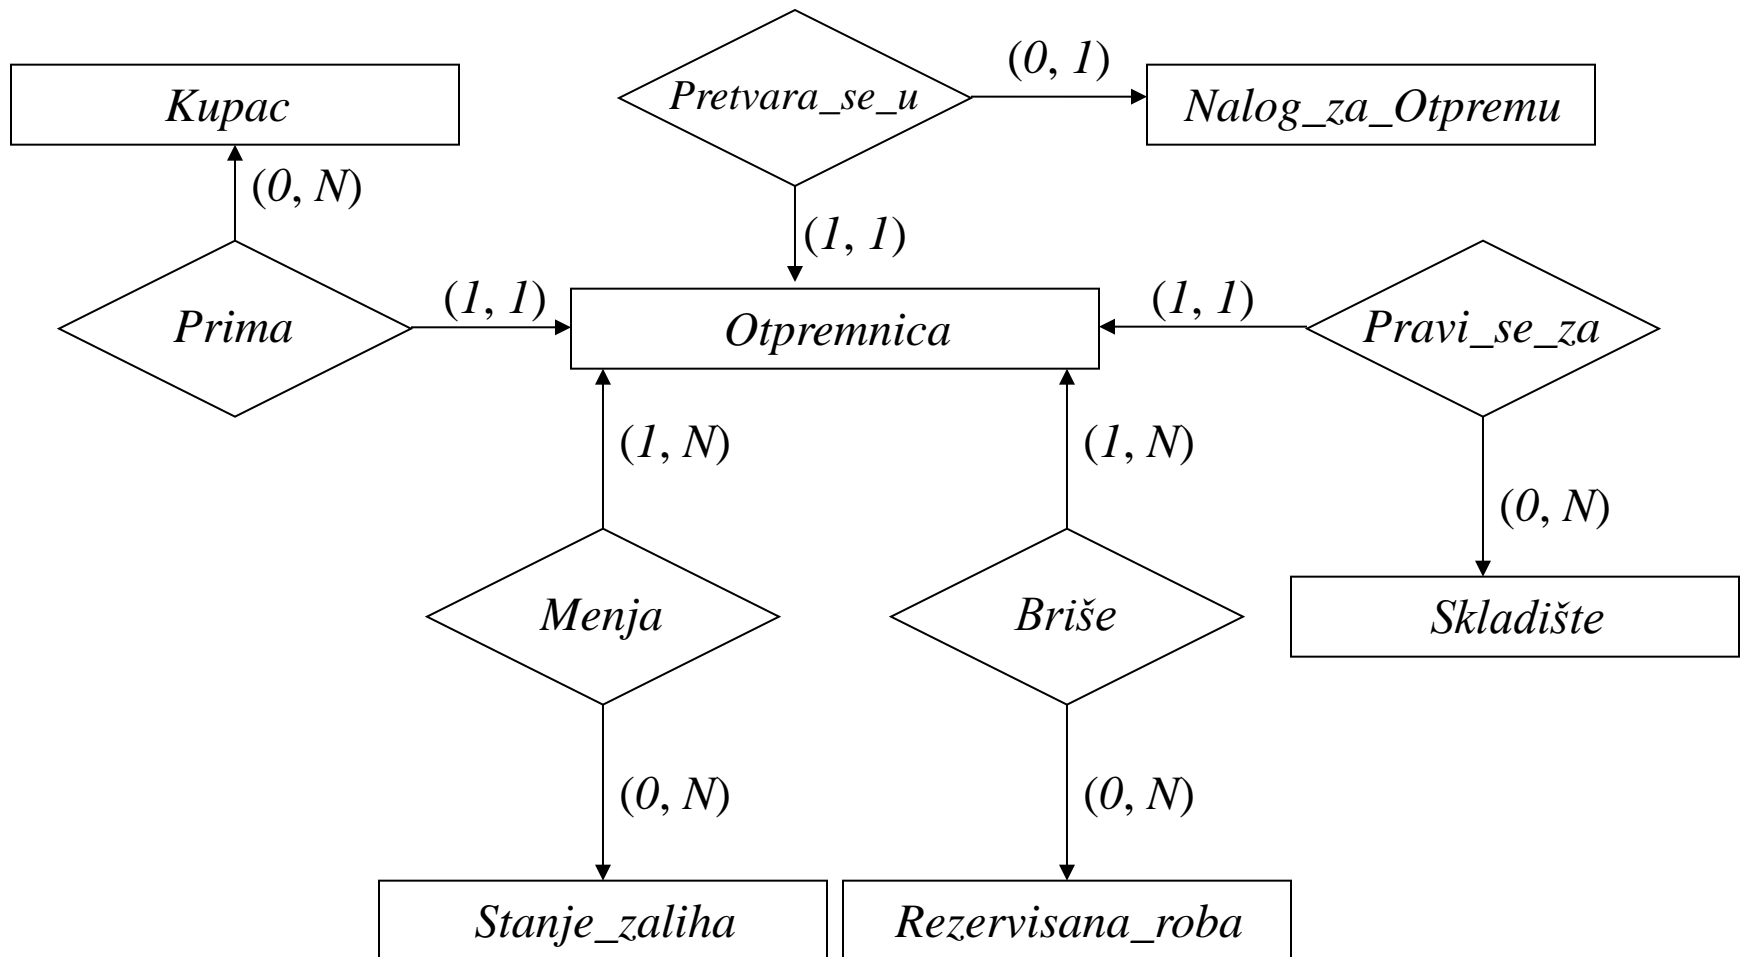 (0, 1)
Kupac
Pretvara_se_u
Nalog_za_Otpremu
(0, N)
(1, 1)
(1, 1)
(1, 1)
Prima
Otpremnica
Pravi_se_za
(1, N)
(1, N)
(0, N)
Menja
Briše
Skladište
(0, N)
(0, N)
Stanje_zaliha
Rezervisana_roba